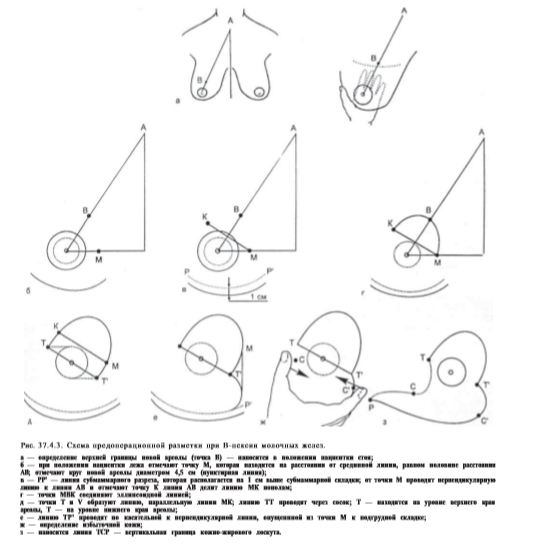 А
В
а
А
В
А
В
М
б
А
К
В
М
Р
Р'
в
1 см
А
В
К
М
г
К
Т
М
Т'
д
М
Т'
Р'
е
Т
С
Т'
С'
ж
Т
Т'
С
Р
С'
з
Рис. 37.4.3. Схема предоперационной разметки при В-пексии молочных желез.
а — определение верхней границы новой ареолы (точка В) — наносится в положении пациентки стоя;
б — при положении пациентки лежа отмечают точку М, которая находится на расстоянии от срединной линии, равном половине расстояния
АВ; отмечают круг новой ареолы диаметром 4,5 см (пунктирная линия);
в — РР' — линия субмаммарного разреза, которая располагается на 1 см выше субмаммарной складки; от точки М проводят перпендикулярную
линию к линии АВ и отмечают точку К линия АВ делит линию МК пополам;
г — точки МВК соединяют эллипсоидной линией;
д — точки Т и V образуют линию, параллельную линии МК; линию ТТ проводят через сосок; Т — находится на уровне верхнего края
ареолы, Т — на уровне нижнего края ареолы;
е — линию ТР' проводят по касательной к перпендикулярной линии, опущенной из точки М к подгрудной складке;
ж — определение избыточной кожи;
з — наносится линия ТСР — вертикальная граница кожно-жирового лоскута.